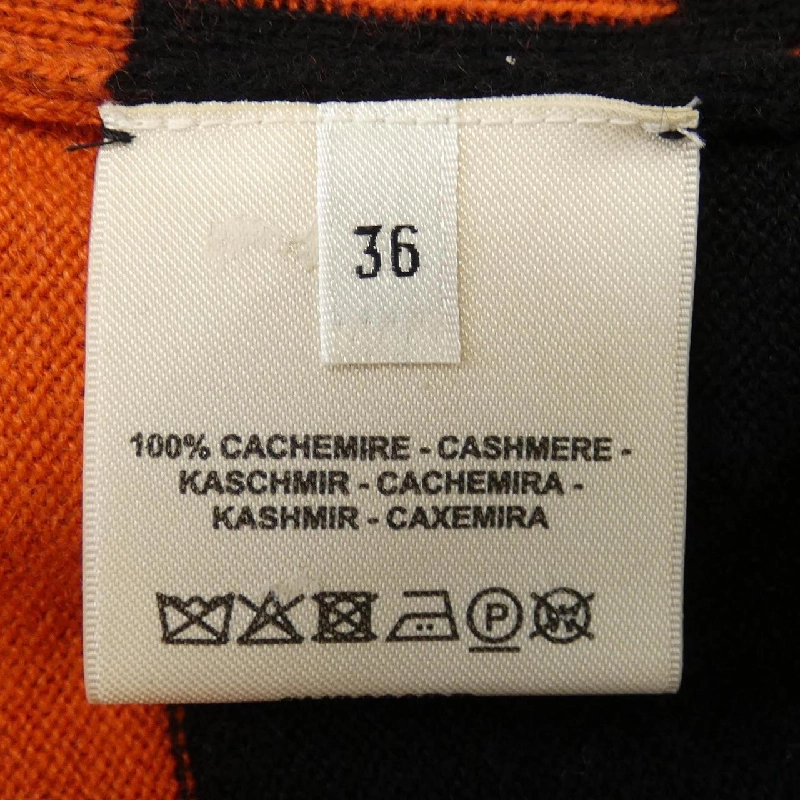 36
100% CACHEMIRE - CASHMERE -
KASCHMIR - CACHEMIRA -
KASHMIR - CAXEMIRA
P